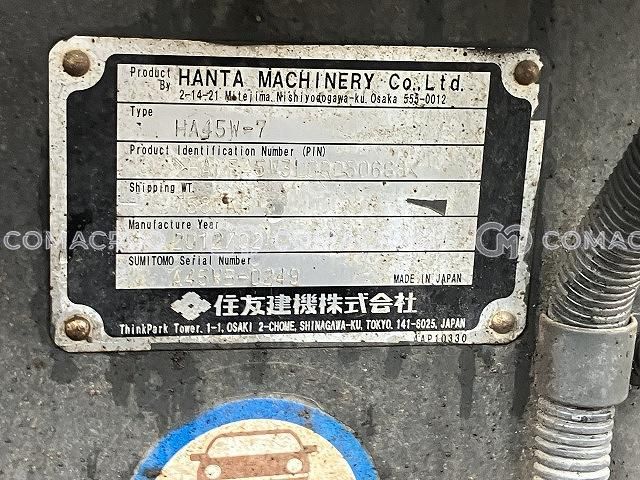 Product By HANTA MACHINERY Co.,Ltd.
2-14-21 Mitejima, Nishiyodogawa-ku, Osaka 555-0012
Type
HA45W-7
Product Identification Number (PIN)
Shipping WT.
Manufacture Year
COMACRO COMAC
SUMITOMO Serial Number
MADE IN JAPAN
住友建機株式会社
ThinkPark Tower. 1-1, OSAKI 2-CHOME, SHINAGAWA-KU, TOKYO, 141-6025, JAPAN